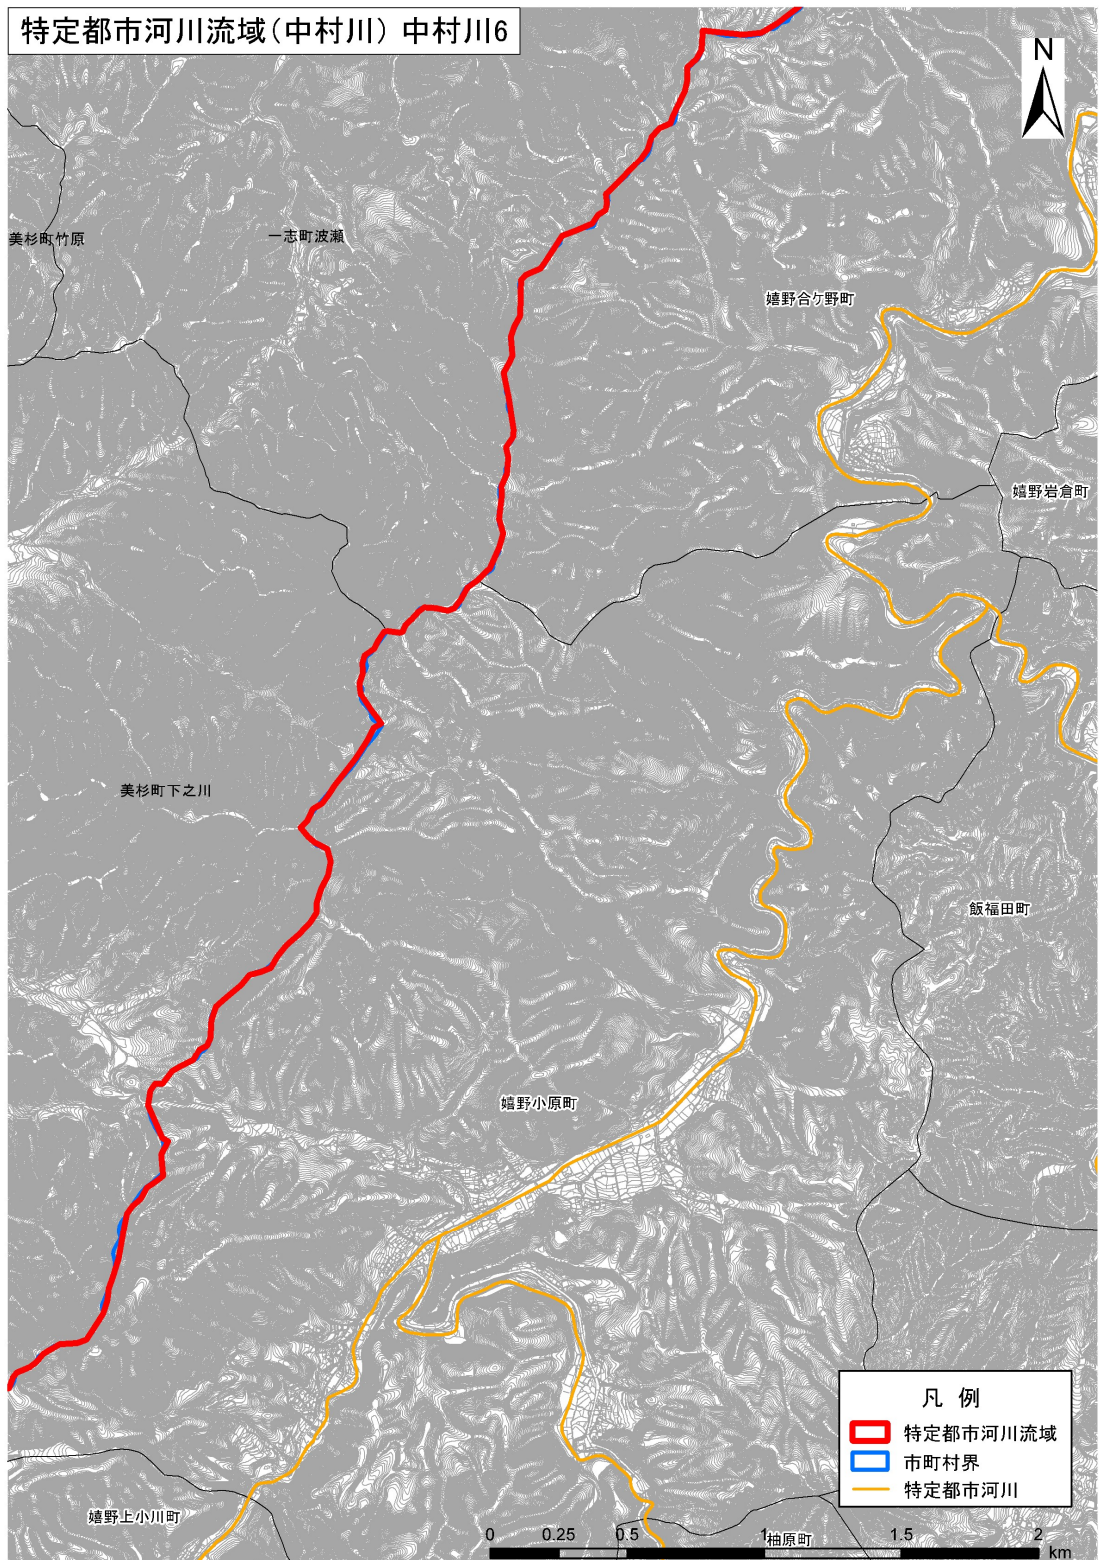 特定都市河川流域(中村川) 中村川6
N
美杉町竹原
一志町波瀬
嬉野合ケ野町
嬉野岩倉町
美杉町下之川
飯福田町
嬉野小原町
凡 例
特定都市河川流域
市町村界
特定都市河川
嬉野上小川町
柚原町
0 0.25 0.5 1 1.5 2
km